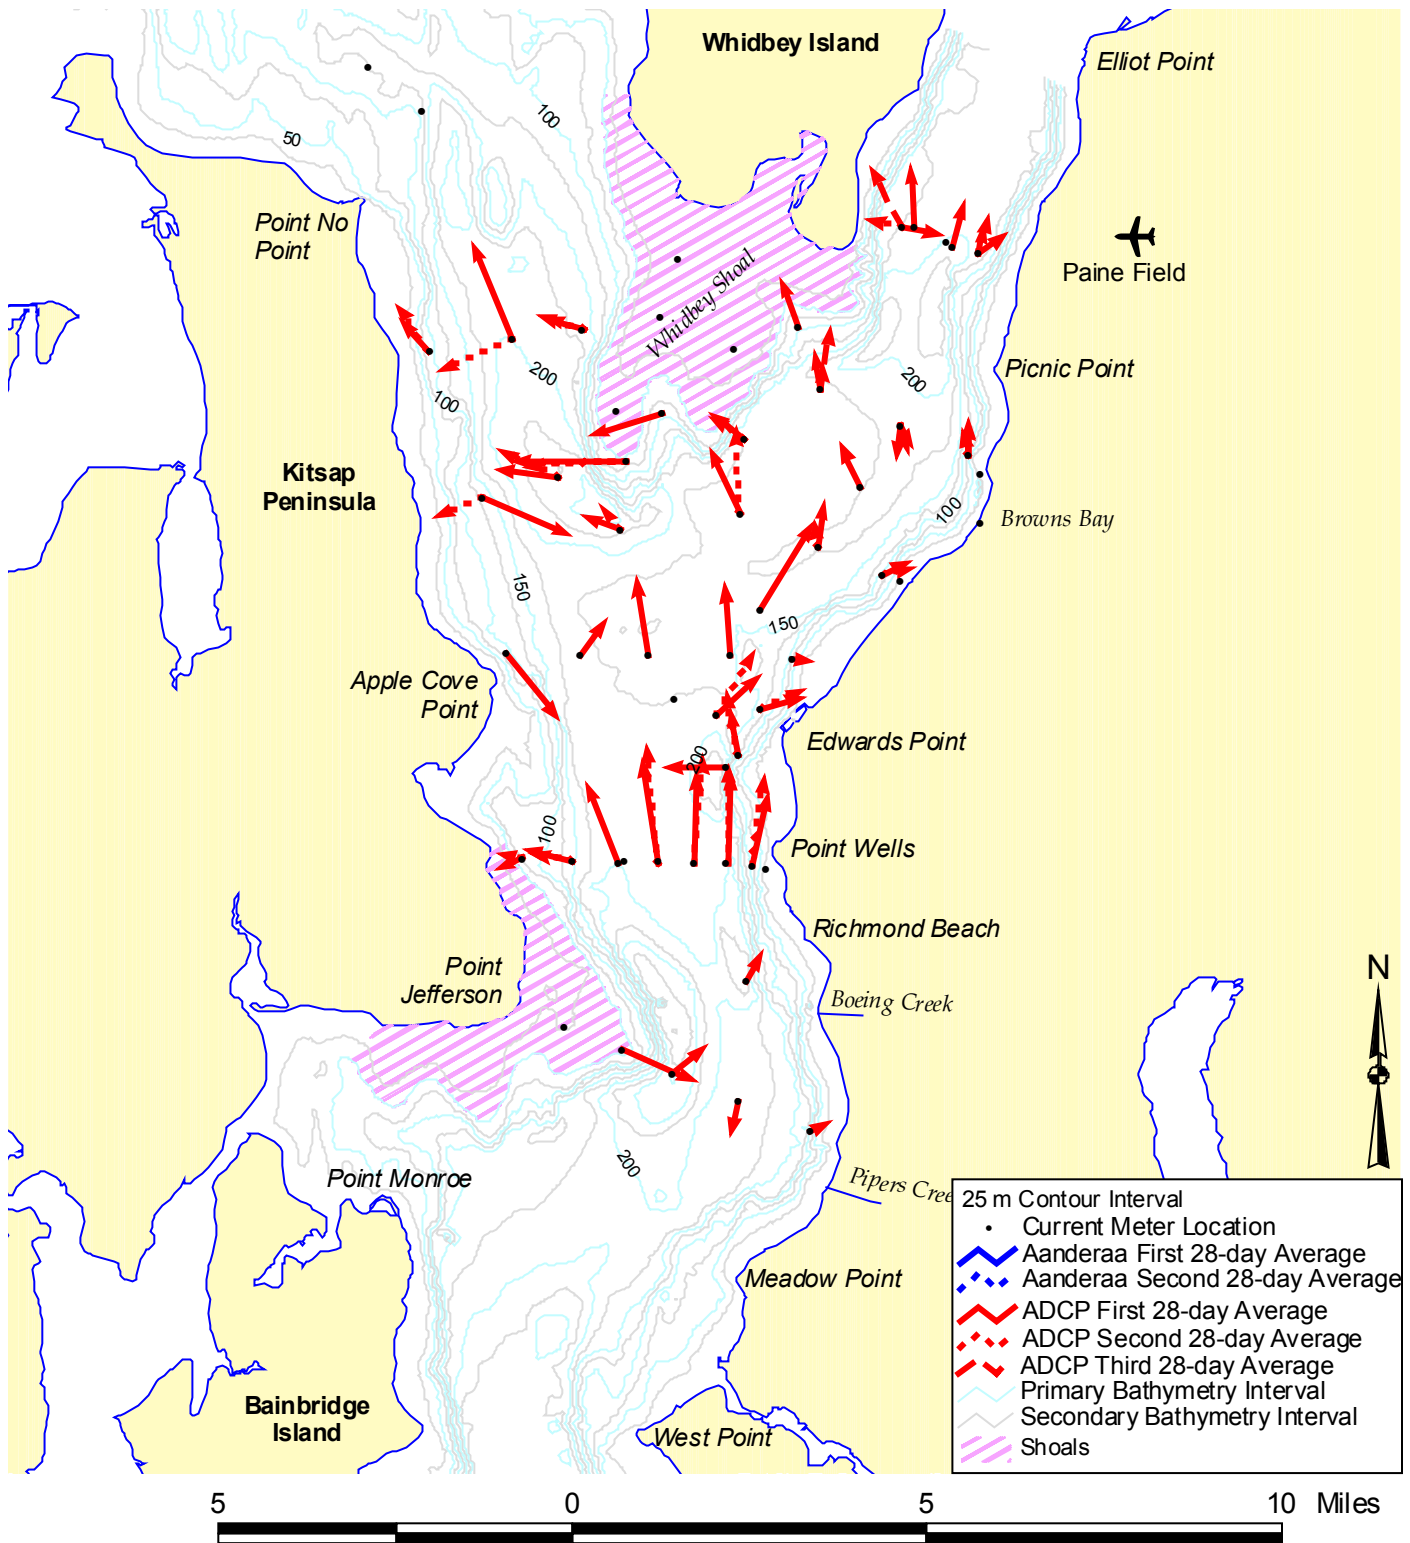 Whidbey Island
Elliot Point
100
50
Point No
Point
Paine Field
Whidbey Shoal
200
200
Picnic Point
100
Kitsap
Peninsula
100
Browns Bay
150
150
Apple Cove
Point
Edwards Point
200
100
Point Wells
Richmond Beach
Point
Jefferson
Boeing Creek
N
200
Point Monroe
Pipers Cree
Meadow Point
Bainbridge
Island
West Point
25 m Contour Interval
Current Meter Location
Aanderaa First 28-day Average
Aanderaa Second 28-day Average
ADCP First 28-day Average
ADCP Second 28-day Average
ADCP Third 28-day Average
Primary Bathymetry Interval
Secondary Bathymetry Interval
Shoals
5 0 5 10 Miles